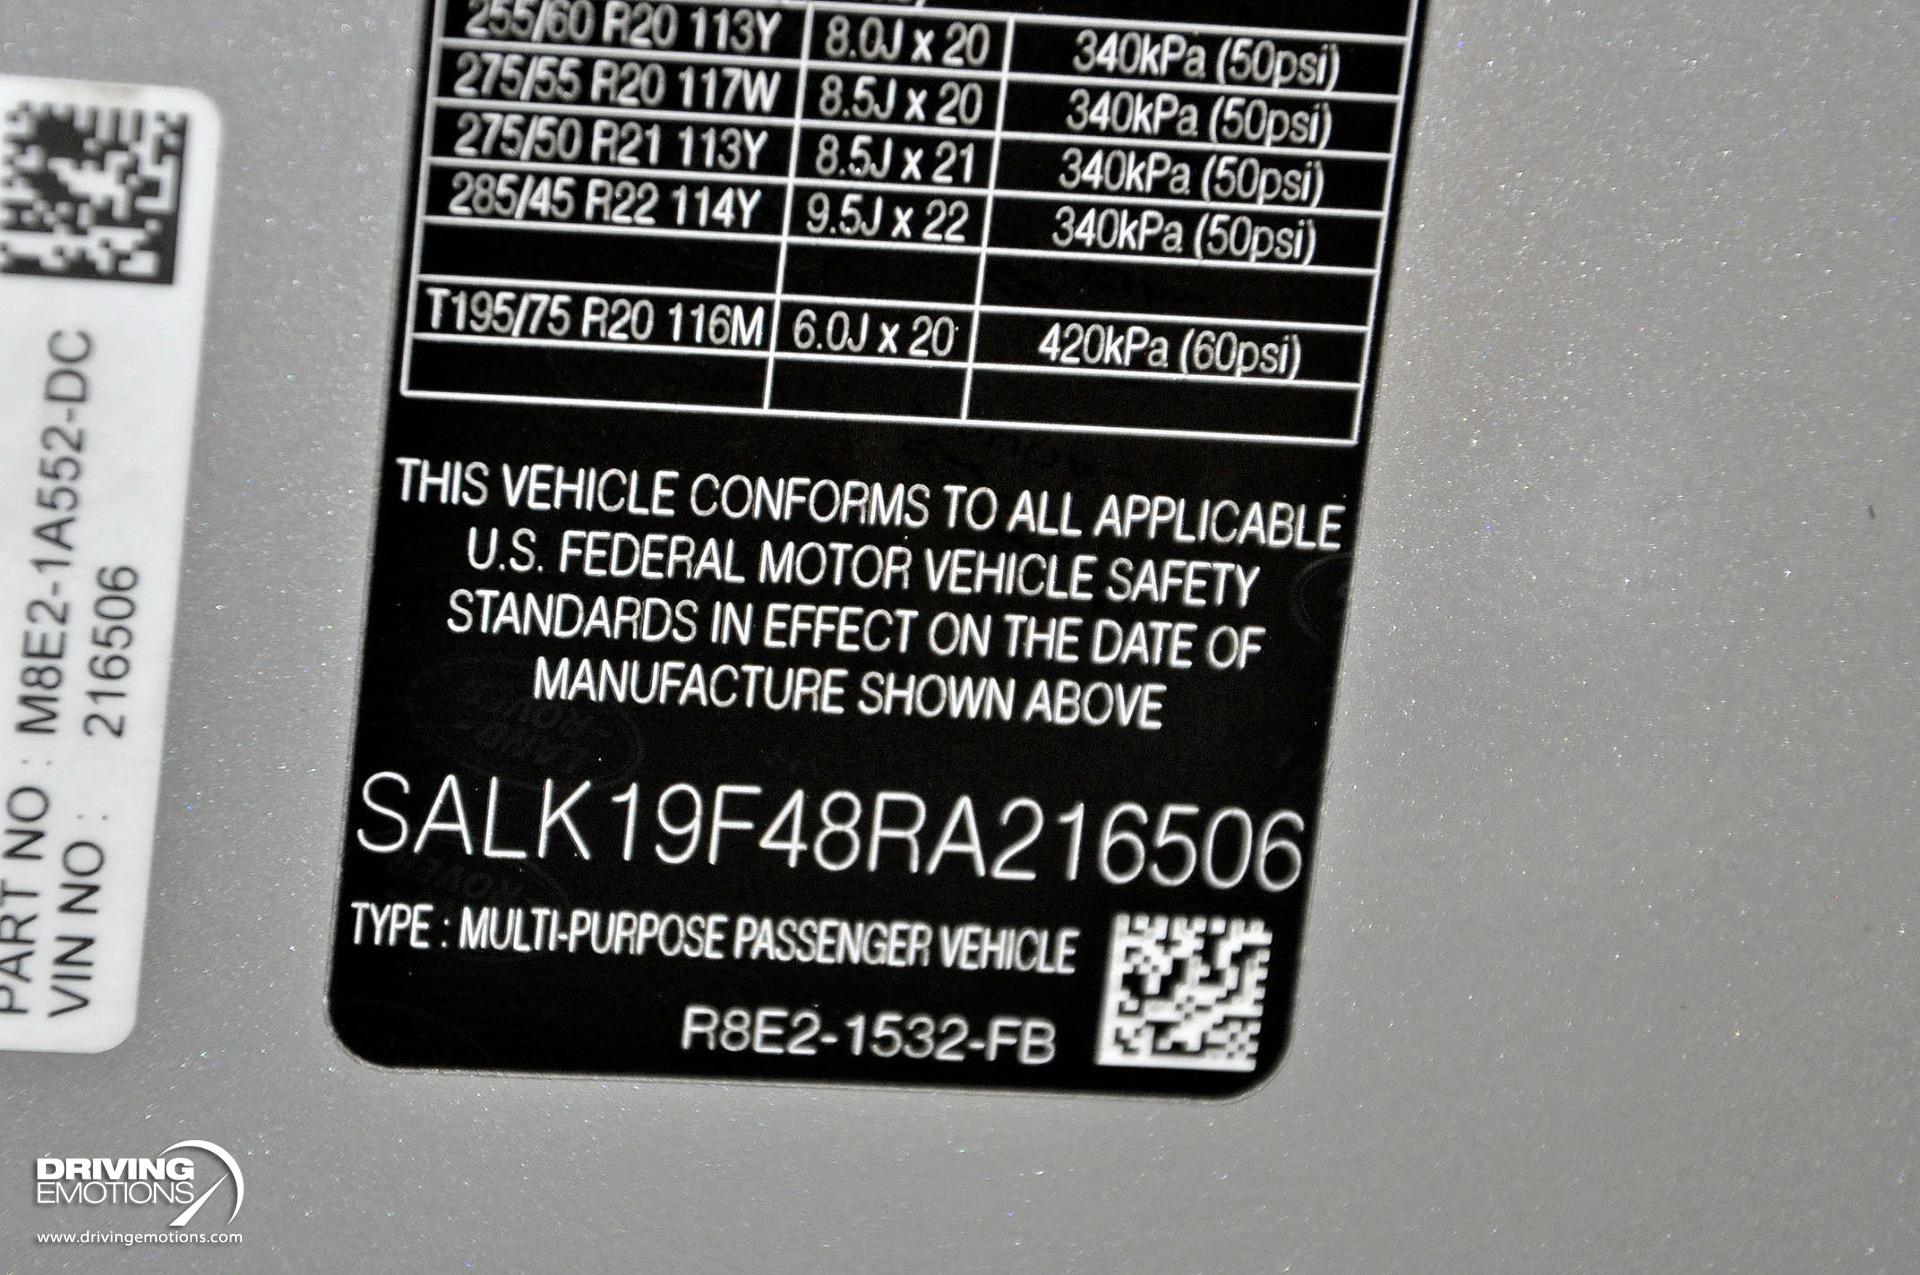 255/60 R20 113Y 8.0J x 20 340kPa (50psi)
275/55 R20 117W 8.5J x 20 340kPa (50psi)
275/50 R21 113Y 8.5J x 21 340kPa (50psi)
285/45 R22 114Y 9.5J x 22 340kPa (50psi)
T195/75 R20 116M 6.0J x 20 420kPa (60psi)
THIS VEHICLE CONFORMS TO ALL APPLICABLE
U.S. FEDERAL MOTOR VEHICLE SAFETY
STANDARDS IN EFFECT ON THE DATE OF
MANUFACTURE SHOWN ABOVE
SALK19F48RA216506
TYPE : MULTI-PURPOSE PASSENGER VEHICLE
R8E2-1532-FB
PART NO : M8E2-1A552-DC
VIN NO : 216506
LAND-
-ROVER
-ROVER
DRIVING
EMOTIONS
www.drivingemotions.com